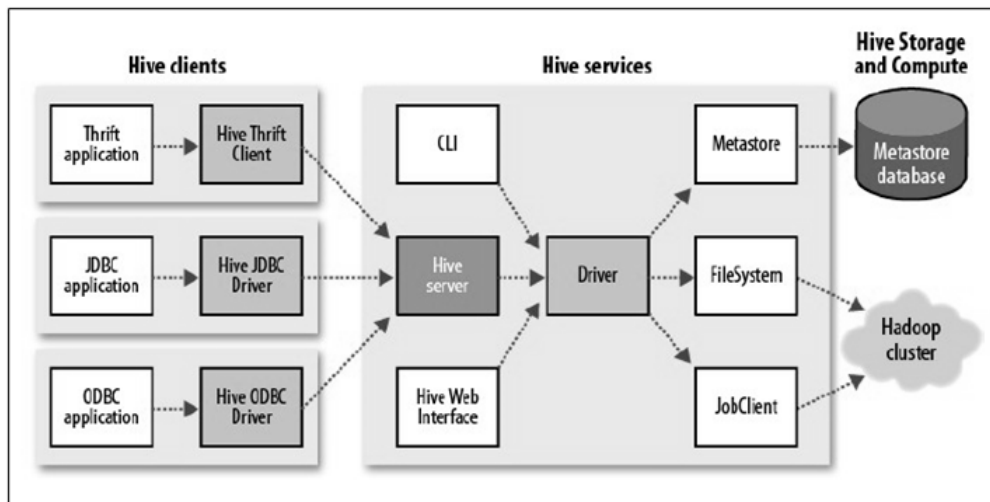 Hive clients
Thrift
application
Hive Thrift
Client
JDBC
application
Hive JDBC
Driver
ODBC
application
Hive ODBC
Driver
Hive services
CLI
Hive
server
Hive Web
Interface
Driver
Metastore
FileSystem
JobClient
Hive Storage
and Compute
Metastore
database
Hadoop
cluster